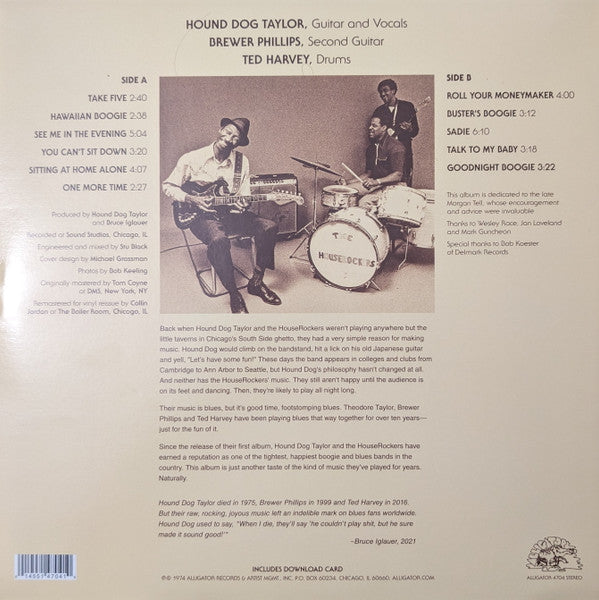 HOUND DOG TAYLOR, Guitar and Vocals
BREWER PHILLIPS, Second Guitar
TED HARVEY, Drums
SIDE A
TAKE FIVE 2:40
HAWAIIAN BOOGIE 2:38
SEE ME IN THE EVENING 5:04
YOU CAN'T SIT DOWN 3:20
SITTING AT HOME ALONE 4:07
ONE MORE TIME 2:27
Produced by Hound Dog Taylor
and Bruce Iglauer
Recorded at Sound Studios, Chicago, IL
Engineered and mixed by Stu Black
Cover design by Michael Grossman
Photos by Bob Keeling
Originally mastered by Tom Coyne
at DMS, New York, NY
Remastered for vinyl reissue by Collin
Jordan at The Boiler Room, Chicago, IL
THE
HOUSEROCKERS
SIDE B
ROLL YOUR MONEYMAKER 4:00
BUSTER'S BOOGIE 3:12
SADIE 6:10
TALK TO MY BABY 3:18
GOODNIGHT BOOGIE 3:22
This album is dedicated to the late
Morgan Tell, whose encouragement
and advice were invaluable
Thanks to Wesley Race, Jan Loveland
and Mark Guncheon
Special thanks to Bob Koester
of Delmark Records
Back when Hound Dog Taylor and the HouseRockers weren't playing anywhere but the
little taverns in Chicago's South Side ghetto, they had a very simple reason for making
music. Hound Dog would climb on the bandstand, hit a lick on his old Japanese guitar
and yell, "Let's have some fun!" These days the band appears in colleges and clubs from
Cambridge to Ann Arbor to Seattle, but Hound Dog's philosophy hasn't changed at all.
And neither has the HouseRockers' music. They still aren't happy until the audience is
on its feet and dancing. Then, they're likely to play all night long.
Their music is blues, but it's good time, footstomping blues. Theodore Taylor, Brewer
Phillips and Ted Harvey have been playing blues that way together for over ten years—
just for the fun of it.
Since the release of their first album, Hound Dog Taylor and the HouseRockers have
earned a reputation as one of the tightest, happiest boogie and blues bands in the
country. This album is just another taste of the kind of music they've played for years.
Naturally.
Hound Dog Taylor died in 1975, Brewer Phillips in 1999 and Ted Harvey in 2016.
But their raw, rocking, joyous music left an indelible mark on blues fans worldwide.
Hound Dog used to say, "When I die, they'll say 'he couldn't play shit, but he sure
made it sound good!'"
–Bruce Iglauer, 2021
INCLUDES DOWNLOAD CARD
℗© 1974 ALLIGATOR RECORDS & ARTIST MGMT., INC. P.O. BOX 60234, CHICAGO, IL 60660. ALLIGATOR.COM
ALLIGATOR 4704 STEREO